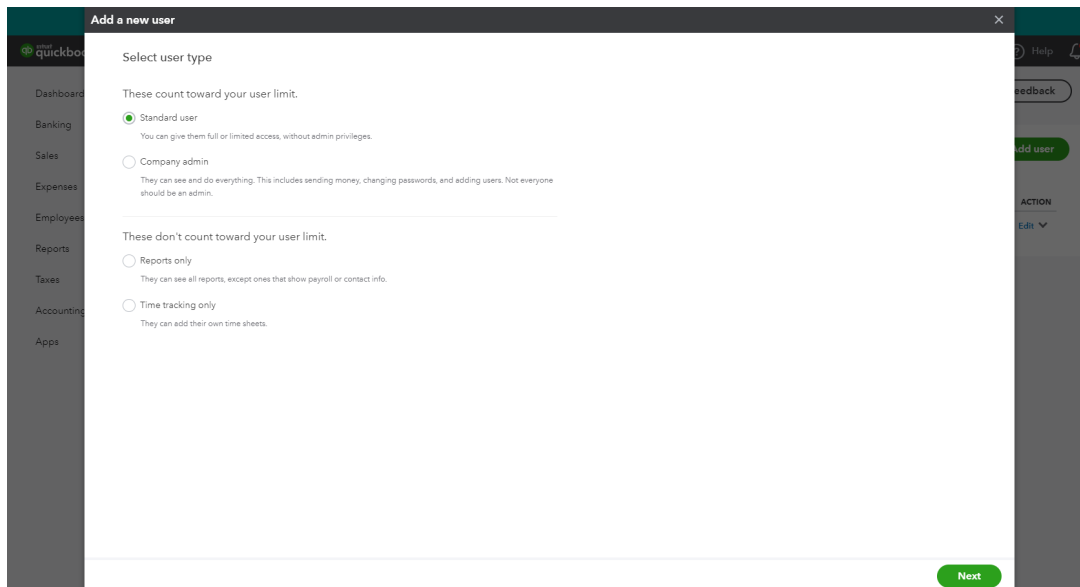 Add a new user
intuit
quickboo
Help
Select user type
eedback
Dashboard
These count toward your user limit.
Standard user
You can give them full or limited access, without admin privileges.
Banking
Sales
Add user
Company admin
They can see and do everything. This includes sending money, changing passwords, and adding users. Not everyone
should be an admin.
Expenses
ACTION
Employees
Edit
These don't count toward your user limit.
Reports
Reports only
They can see all reports, except ones that show payroll or contact info.
Taxes
Time tracking only
They can add their own time sheets.
Accounting
Apps
Next